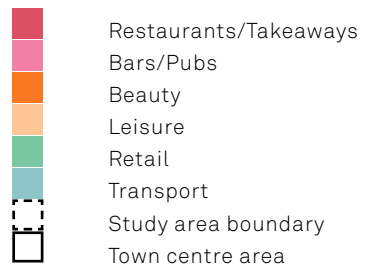 Restaurants/Takeaways
Bars/Pubs
Beauty
Leisure
Retail
Transport
Study area boundary
Town centre area